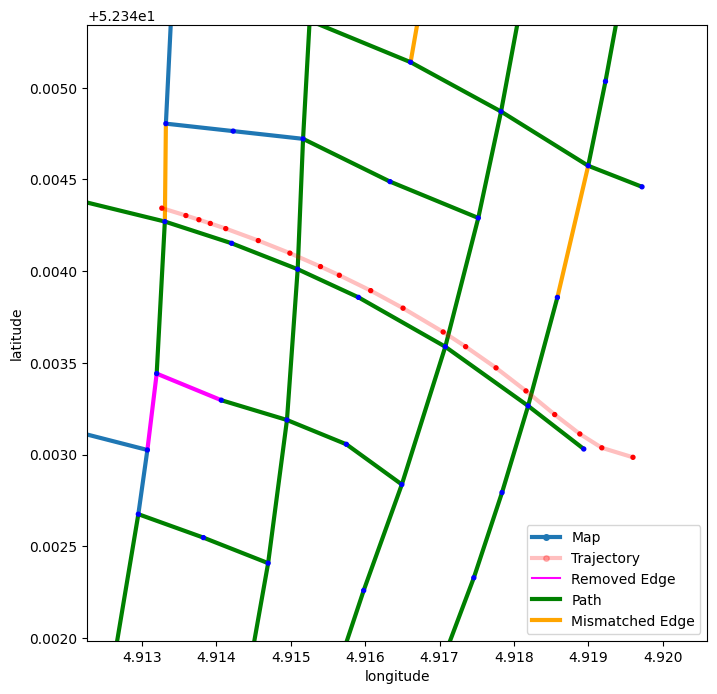 +5.234e1
0.0050
0.0045
0.0040
0.0035
0.0030
0.0025
0.0020
latitude
4.913 4.914 4.915 4.916 4.917 4.918 4.919 4.920
longitude
Map
Trajectory
Removed Edge
Path
Mismatched Edge